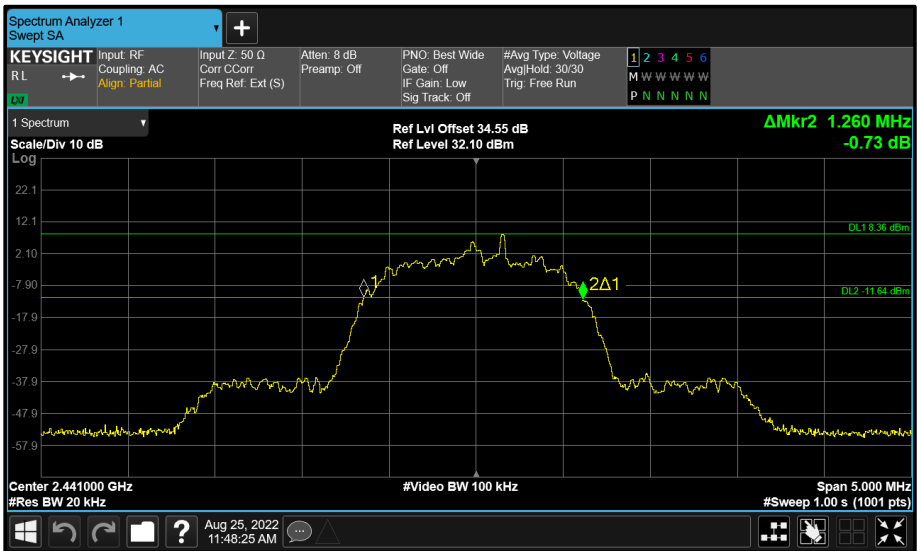 Spectrum Analyzer 1
Swept SA
+
KEYSIGHT
R L
LXI
Input: RF
Coupling: AC
Align: Partial
Input Z: 50 Ω
Corr CCorr
Freq Ref: Ext (S)
Atten: 8 dB
Preamp: Off
PNO: Best Wide
Gate: Off
IF Gain: Low
Sig Track: Off
#Avg Type: Voltage
Avg|Hold: 30/30
Trig: Free Run
1 2 3 4 5 6
M W W W W W
P N N N N N
1 Spectrum
Scale/Div 10 dB
Ref Lvl Offset 34.55 dB
Ref Level 32.10 dBm
ΔMkr2 1.260 MHz
-0.73 dB
Log
22.1
12.1
2.10
-7.90
-17.9
-27.9
-37.9
-47.9
-57.9
DL1 8.36 dBm
1
2Δ1
DL2 -11.64 dBm
Center 2.441000 GHz
#Video BW 100 kHz
Span 5.000 MHz
#Res BW 20 kHz
#Sweep 1.00 s (1001 pts)
?
Aug 25, 2022
11:48:25 AM